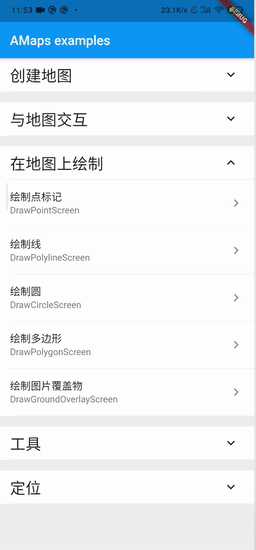 11:53
23.1K/s
AMaps examples
创建地图
与地图交互
在地图上绘制
绘制点标记
DrawPointScreen
绘制线
DrawPolylineScreen
绘制圆
DrawCircleScreen
绘制多边形
DrawPolygonScreen
绘制图片覆盖物
DrawGroundOverlayScreen
工具
定位